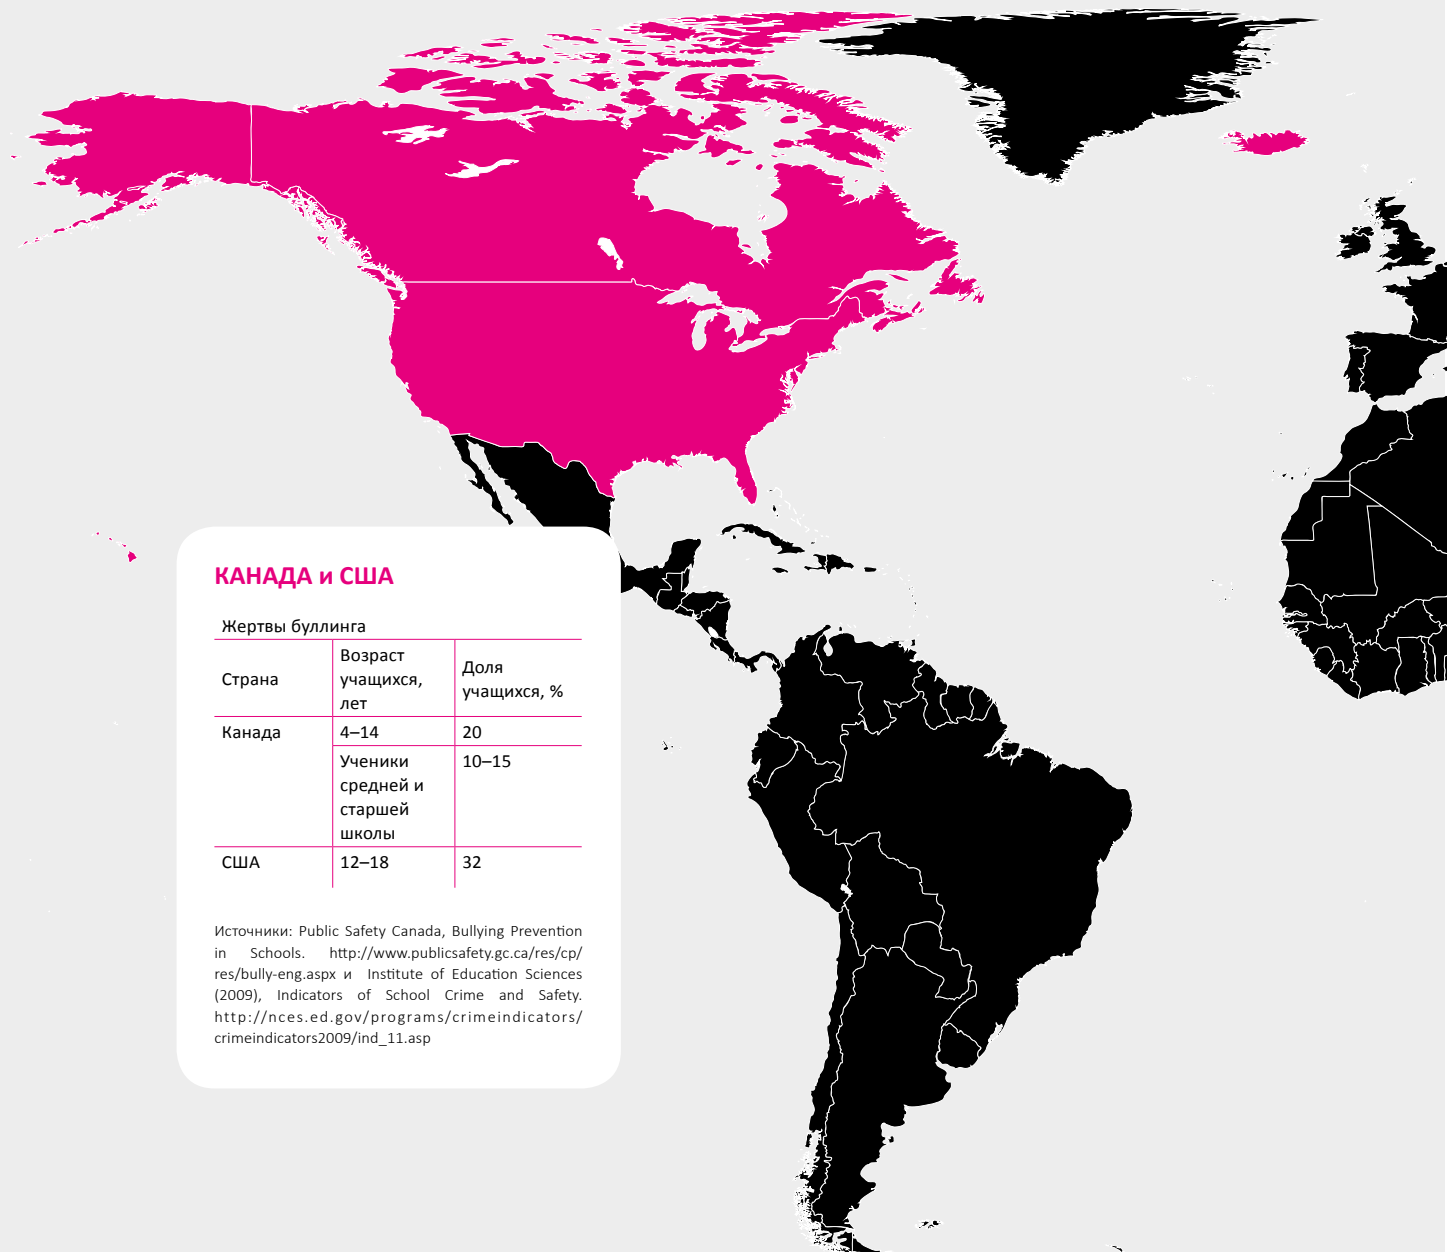 КАНАДА и США
Жертвы буллинга
Страна
Возраст
учащихся,
лет
Доля
учащихся, %
Канада
4–14
20
Ученики
средней и
старшей
школы
10–15
США
12–18
32
Источники: Public Safety Canada, Bullying Prevention
in Schools. http://www.publicsafety.gc.ca/res/cp/
res/bully-eng.aspx и Institute of Education Sciences
(2009), Indicators of School Crime and Safety.
http://nces.ed.gov/programs/crimeindicators/
crimeindicators2009/ind_11.asp